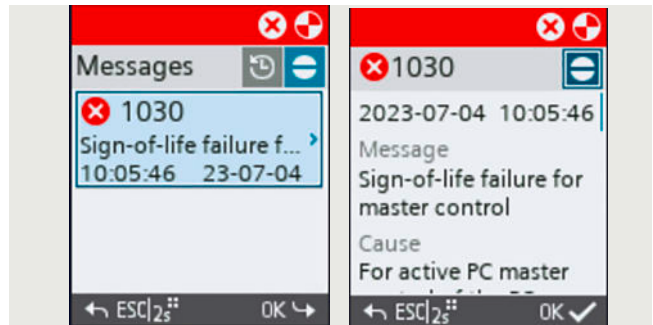 Messages
1030
Sign-of-life failure f...
10:05:46 23-07-04
ESC|2s
OK
1030
2023-07-04 10:05:46
Message
Sign-of-life failure for
master control
Cause
For active PC master
ESC|2s
OK